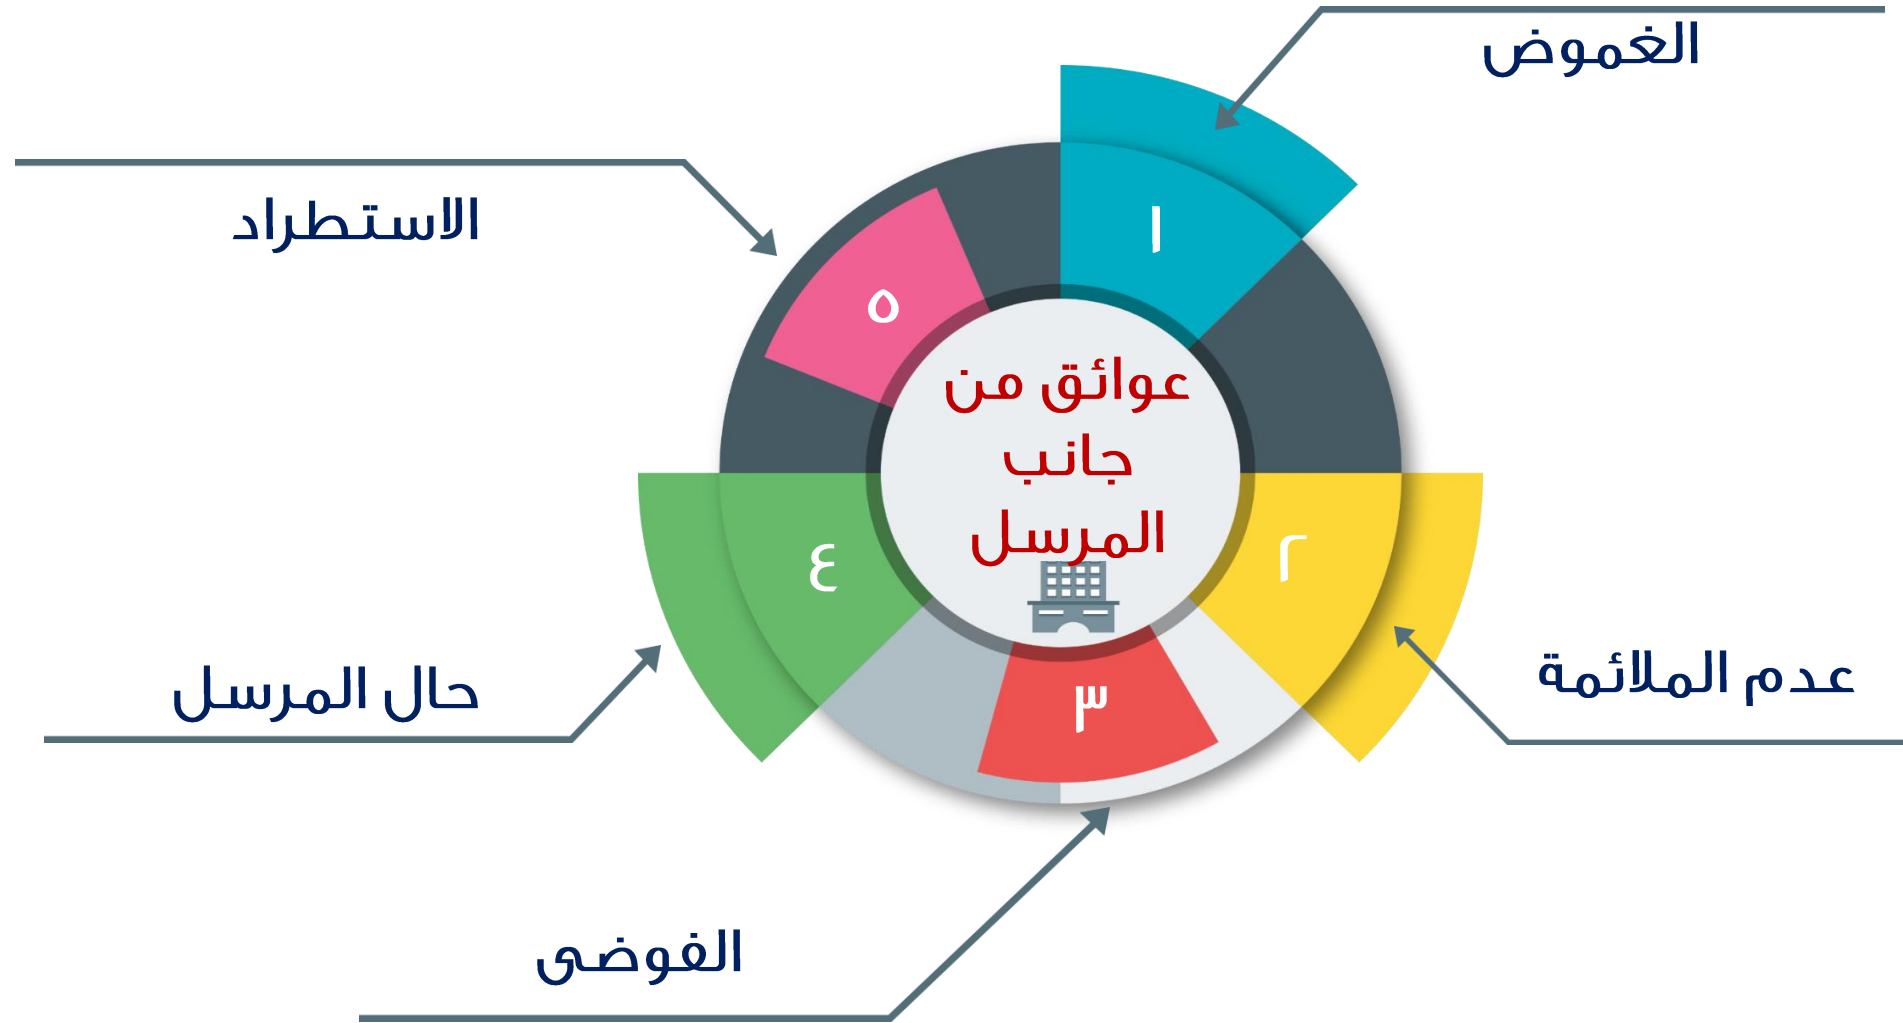 عوائق من
جانب
المرسل
١
الغموض
٢
عدم الملائمة
٣
الفوضى
٤
حال المرسل
٥
الاستطراد